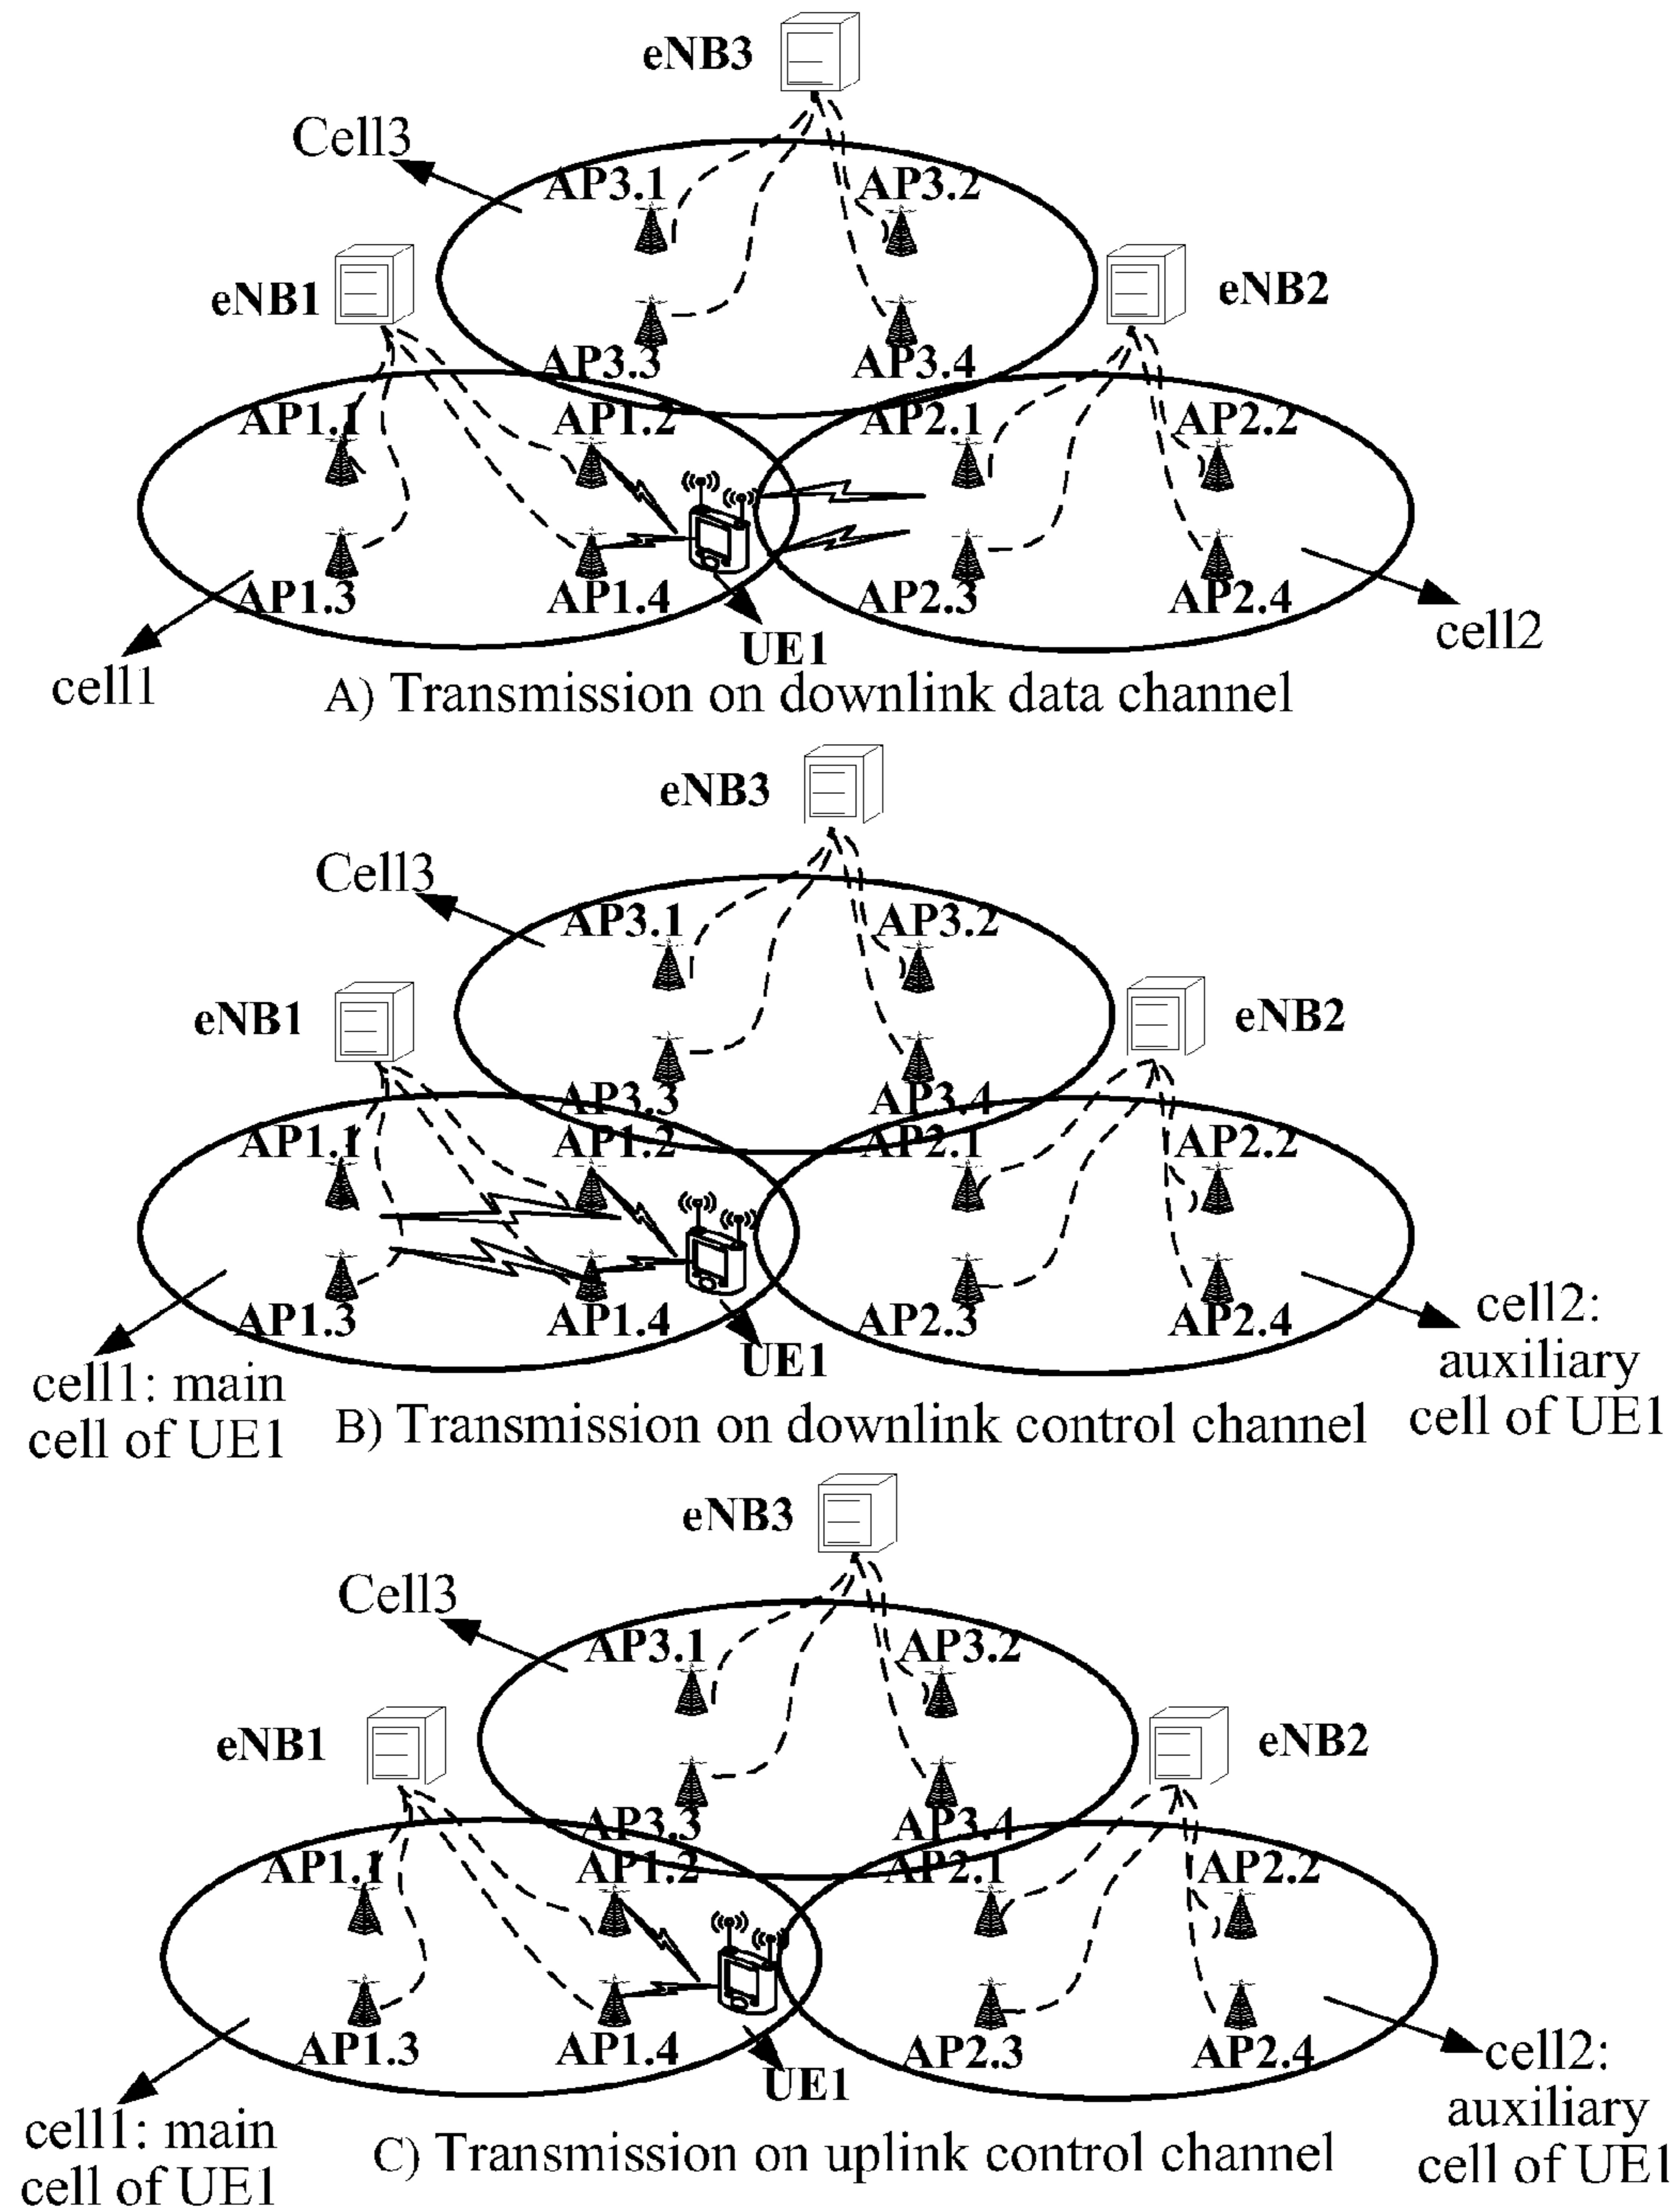 eNB3
Cell3
AP3.1 AP3.2
eNB1 eNB2
AP3.3 AP3.4
AP1.1 AP1.2 AP2.1 AP2.2
AP1.3 AP1.4 AP2.3 AP2.4
UE1
cell1 cell2
A) Transmission on downlink data channel
eNB3
Cell3
AP3.1 AP3.2
eNB1 eNB2
AP3.3 AP3.4
AP1.1 AP1.2 AP2.1 AP2.2
AP1.3 AP1.4 AP2.3 AP2.4
UE1
cell1: main
cell of UE1
cell2:
auxiliary
cell of UE1
B) Transmission on downlink control channel
eNB3
Cell3
AP3.1 AP3.2
eNB1 eNB2
AP3.3 AP3.4
AP1.1 AP1.2 AP2.1 AP2.2
AP1.3 AP1.4 AP2.3 AP2.4
UE1
cell1: main
cell of UE1
cell2:
auxiliary
cell of UE1
C) Transmission on uplink control channel